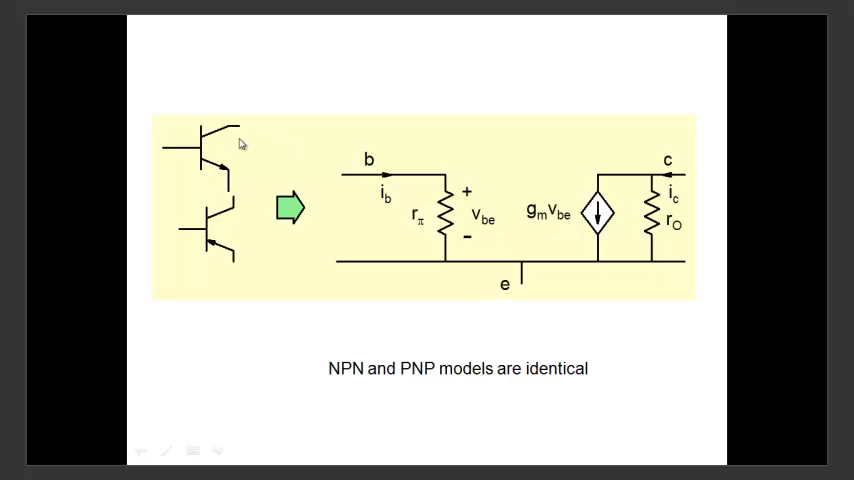 b
c
i_b
+
i_c
r_π
v_be
g_m v_be
r_O
-
e
NPN and PNP models are identical